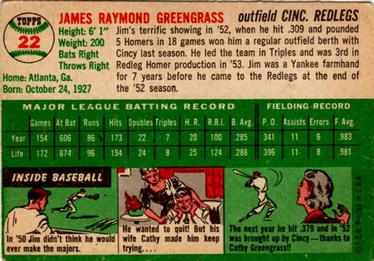 TOPPS
22
JAMES RAYMOND GREENGRASS outfield CINC. REDLEGS
Height: 6' 1"
Weight: 200
Bats Right
Throws Right
Home: Atlanta, Ga.
Born: October 24, 1927
Jim's terrific showing in '52, when he hit .309 and pounded
5 Homers in 18 games won him a regular outfield berth with
Cincy last season. The team leader in Triples and was 3rd in
Redleg Homer production in '53. Jim was a Yankee farmhand
for 7 years before he came to the Redlegs at the end of
the '52 season.
MAJOR LEAGUE BATTING RECORD FIELDING RECORD
Games At Bat Runs Hits Doubles Triples H.R. R.B.I. B. Avg. P.O. Assists Errors F. Avg.
Year 154 606 86 173 22 7 20 100 .285 344 11 6 .983
LIFE 172 674 96 194 24 8 25 124 .288 396 11 8 .981
INSIDE BASEBALL
In '50 Jim didn't think he would ever make the majors.
He wanted to quit! But his wife Cathy made him keep trying....
The next year he hit .379 and in '52 was brought up by Cincy—thanks to Cathy Greengrass!!